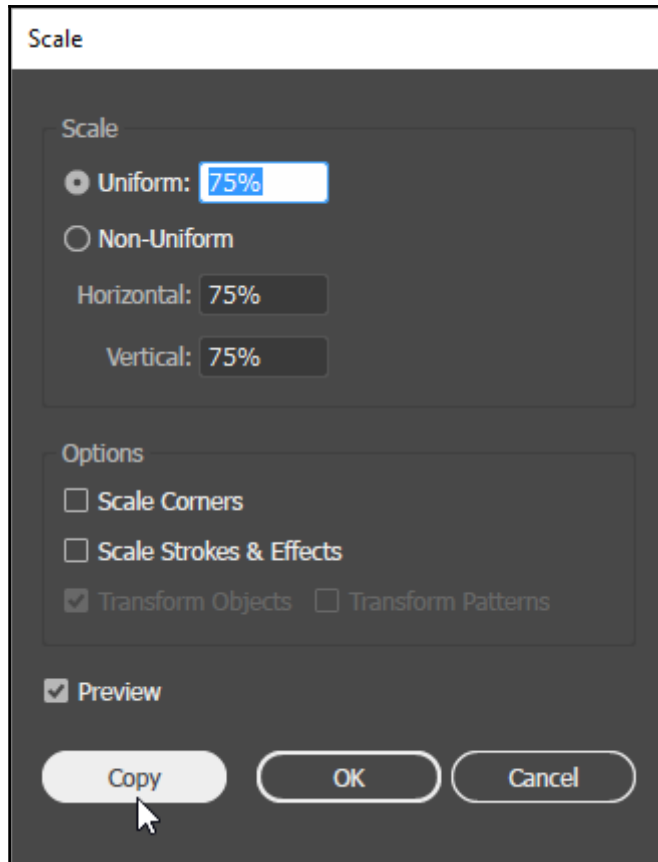 Scale
Scale
Uniform: 75%
Non-Uniform
Horizontal: 75%
Vertical: 75%
Options
Scale Corners
Scale Strokes & Effects
Transform Objects Transform Patterns
Preview
Copy OK Cancel